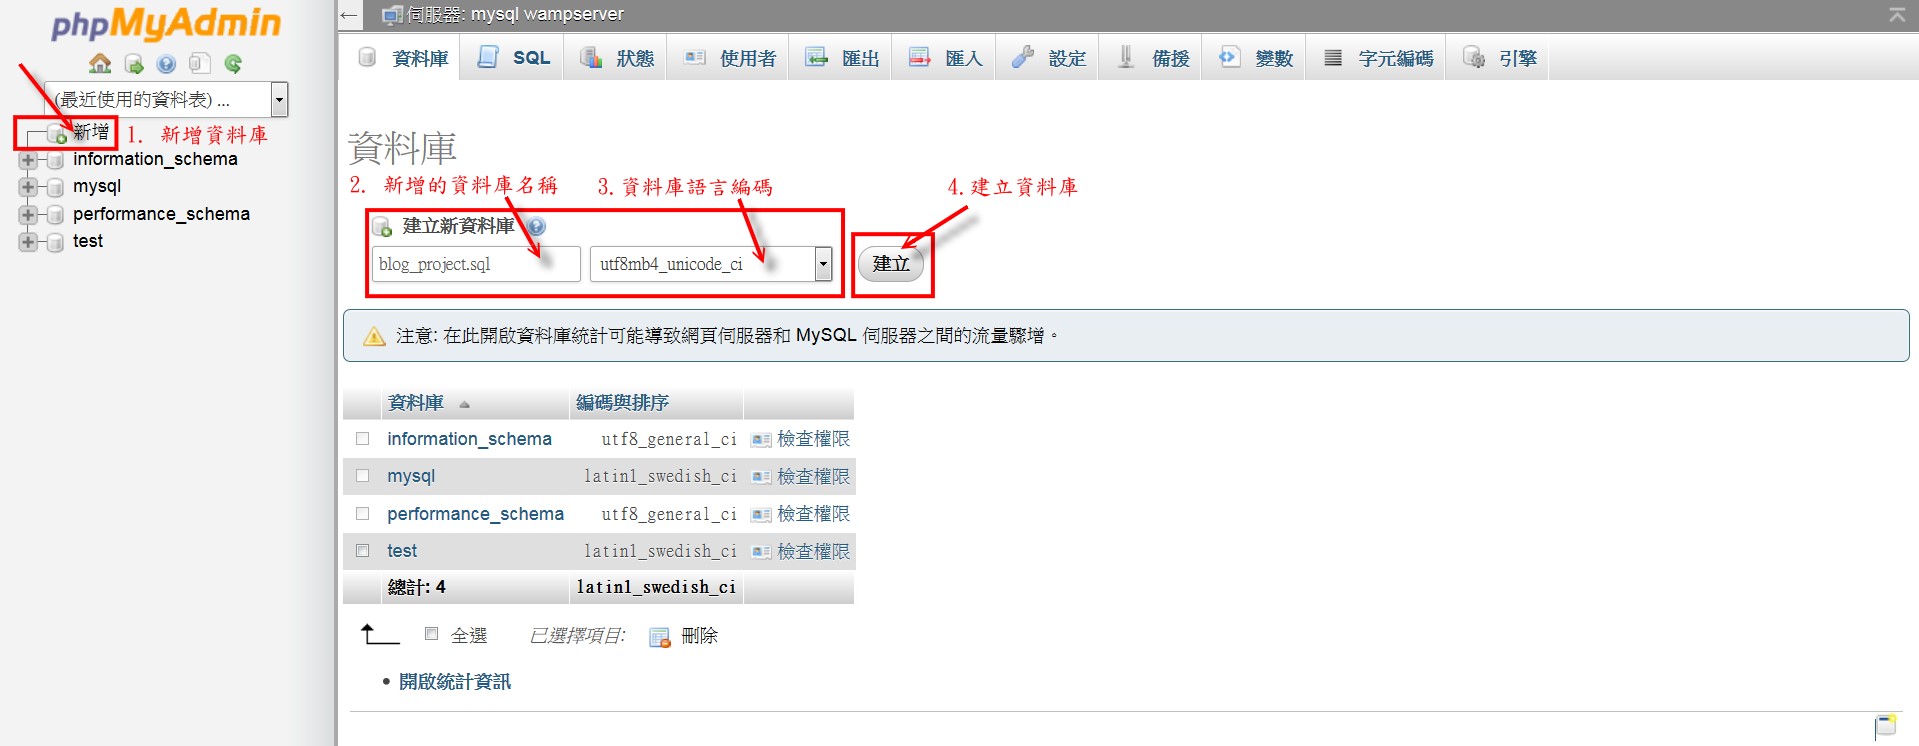 phpMyAdmin
(最近使用的資料表) ...
新增
1. 新增資料庫
information_schema
mysql
performance_schema
test
伺服器: mysql wampserver
資料庫 SQL 狀態 使用者 匯出 匯入 設定 備援 變數 字元編碼 引擎
資料庫
2. 新增的資料庫名稱 3.資料庫語言編碼 4.建立資料庫
建立新資料庫
blog_project.sql utf8mb4_unicode_ci 建立
注意: 在此開啟資料庫統計可能導致網頁伺服器和 MySQL 伺服器之間的流量驟增。
資料庫 編碼與排序
information_schema utf8_general_ci 檢查權限
mysql latin1_swedish_ci 檢查權限
performance_schema utf8_general_ci 檢查權限
test latin1_swedish_ci 檢查權限
總計: 4 latin1_swedish_ci
全選 已選擇項目: 刪除
開啟統計資訊